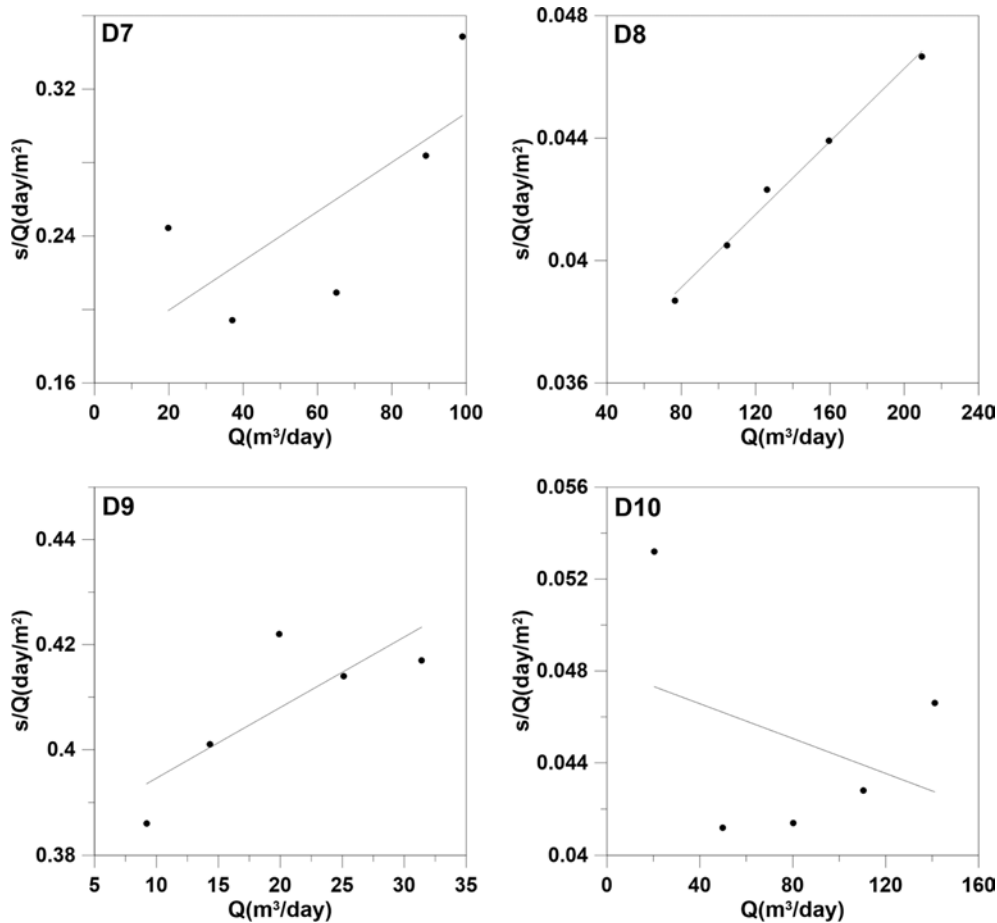 D7
s/Q(day/m²)
0.32
0.24
0.16
0 20 40 60 80 100
Q(m³/day)
D8
s/Q(day/m²)
0.048
0.044
0.04
0.036
40 80 120 160 200 240
Q(m³/day)
D9
s/Q(day/m²)
0.44
0.42
0.4
0.38
5 10 15 20 25 30 35
Q(m³/day)
D10
s/Q(day/m²)
0.056
0.052
0.048
0.044
0.04
0 40 80 120 160
Q(m³/day)